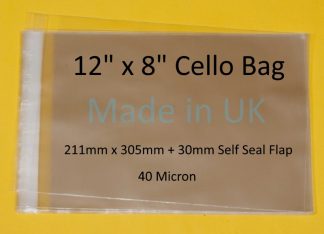 12" x 8" Cello Bag
Made in UK
211mm x 305mm + 30mm Self Seal Flap
40 Micron